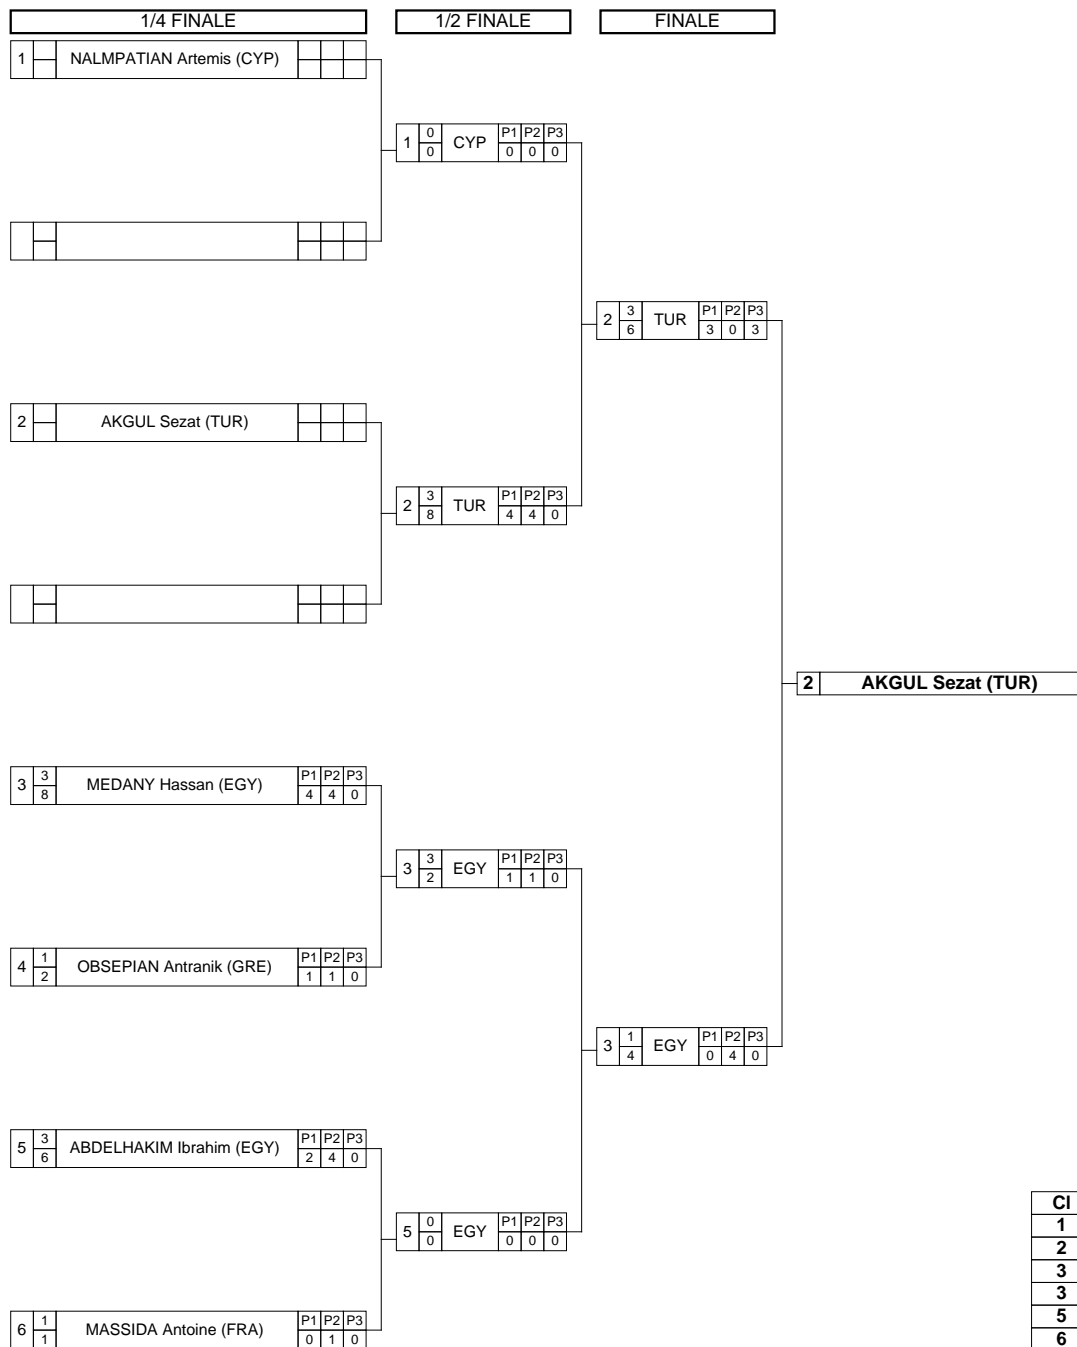 1/4 FINALE 1/2 FINALE FINALE
1 NALMPATIAN Artemis (CYP)
0 P1 P2 P3
1 CYP
0 0 0 0
3 P1 P2 P3
2 TUR
6 3 0 3
2 AKGUL Sezat (TUR)
3 P1 P2 P3
2 TUR
8 4 4 0
2 AKGUL Sezat (TUR)
3 P1 P2 P3
3 MEDANY Hassan (EGY)
8 4 4 0
3 P1 P2 P3
3 EGY
2 1 1 0
1 P1 P2 P3
4 OBSEPIAN Antranik (GRE)
2 1 1 0
1 P1 P2 P3
3 EGY
4 0 4 0
3 P1 P2 P3
5 ABDELHAKIM Ibrahim (EGY)
6 2 4 0
0 P1 P2 P3
5 EGY
0 0 0 0
1 P1 P2 P3
6 MASSIDA Antoine (FRA)
1 0 1 0
Cl
1
2
3
3
5
6